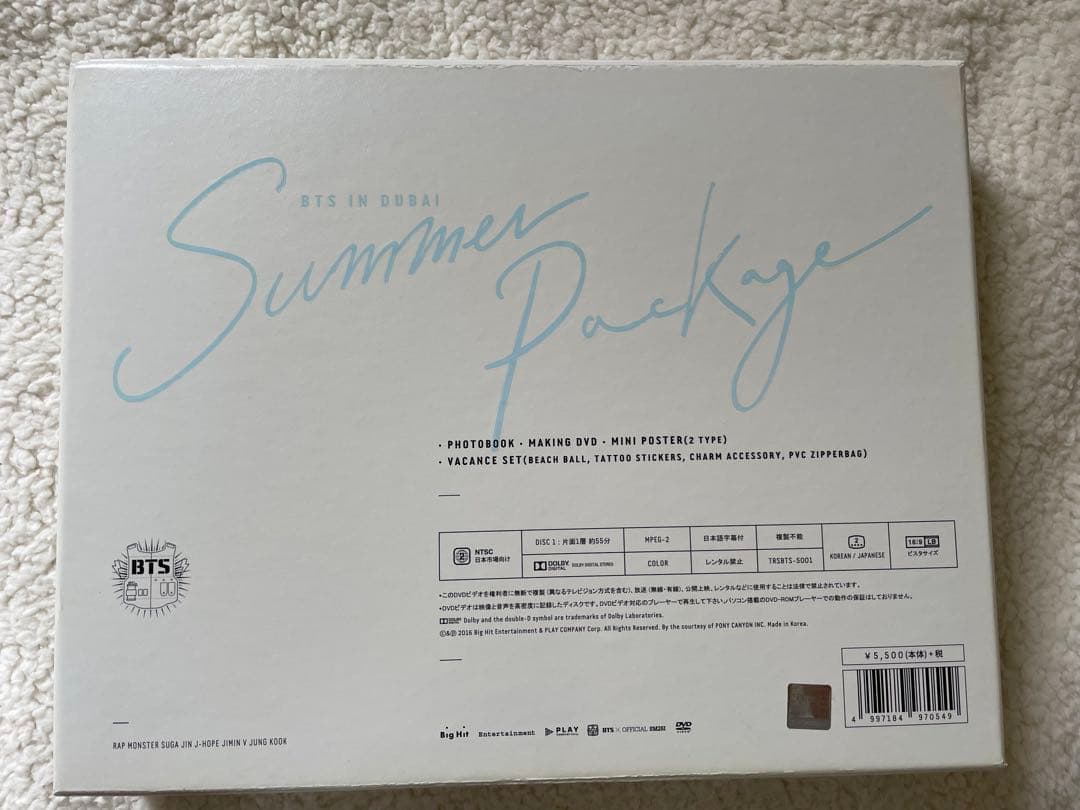 BTS IN DUBAI
Summer
Package
· PHOTOBOOK · MAKING DVD · MINI POSTER(2 TYPE)
· VACANCE SET(BEACH BALL, TATTOO STICKERS, CHARM ACCESSORY, PVC ZIPPERBAG)
2 NTSC 日本市場向け
DISC 1 : 片面1層 約55分
MPEG-2
日本語字幕付
複製不能
2 KOREAN / JAPANESE
16:9 LB ビスタサイズ
DOLBY DIGITAL DOLBY DIGITAL STEREO
COLOR
レンタル禁止
TRSBTS-5001
•このDVDビデオを権利者に無断で複製(異なるテレビジョン方式を含む)、放送(無線・有線)、公開上映、レンタルなどに使用することは法律で禁止されています。
•DVDビデオは映像と音声を高密度に記録したディスクです。DVDビデオ対応のプレーヤーで再生して下さい。パソコン搭載のDVD-ROMプレーヤーでの動作の保証はしておりません。
Dolby and the double-D symbol are trademarks of Dolby Laboratories.
©&℗ 2016 Big Hit Entertainment & PLAY COMPANY Corp. All Rights Reserved. By the courtesy of PONY CANYON INC. Made in Korea.
¥5,500(本体)+税
4 997184 970549
BTS
RAP MONSTER SUGA JIN J-HOPE JIMIN V JUNG KOOK
Big Hit Entertainment PLAY BTS × OFFICIAL DVD